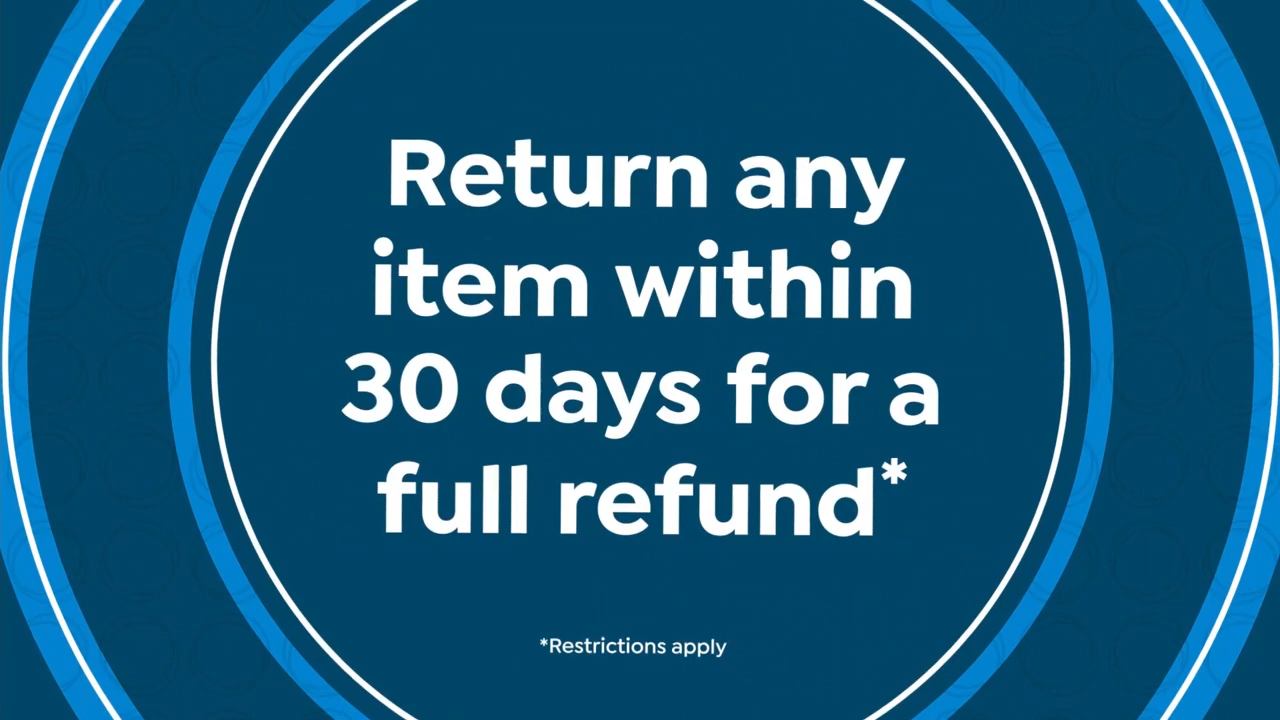 Return any
item within
30 days for a
full refund*
*Restrictions apply